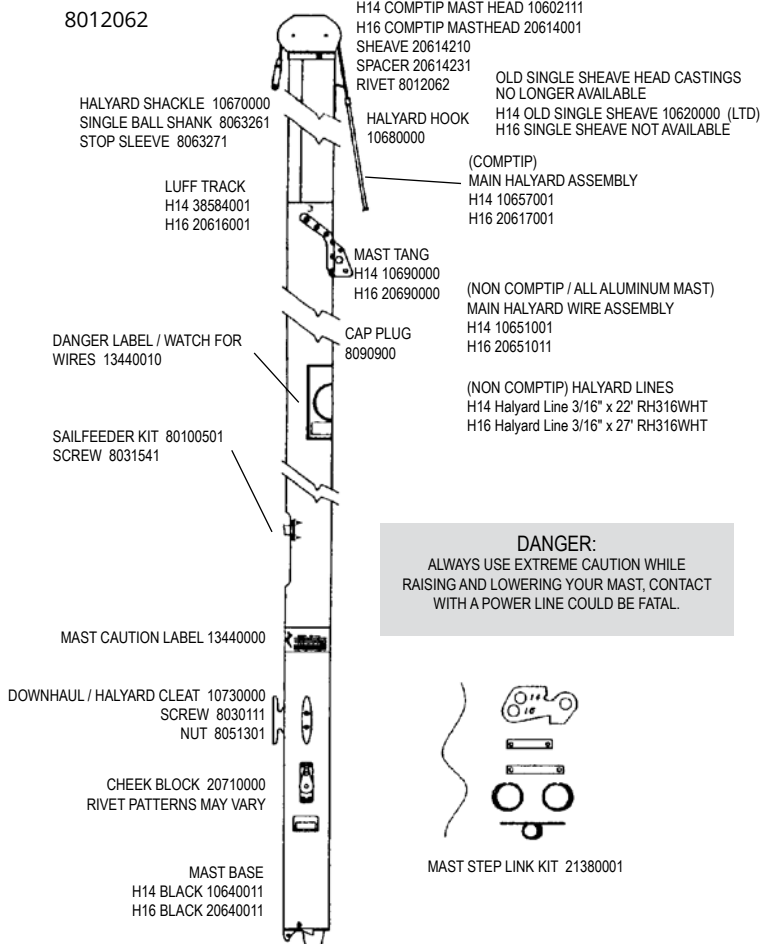 8012062
H14 COMPTIP MAST HEAD 10602111
H16 COMPTIP MASTHEAD 20614001
SHEAVE 20614210
SPACER 20614231
RIVET 8012062
OLD SINGLE SHEAVE HEAD CASTINGS
NO LONGER AVAILABLE
H14 OLD SINGLE SHEAVE 10620000 (LTD)
H16 SINGLE SHEAVE NOT AVAILABLE
HALYARD SHACKLE 10670000
SINGLE BALL SHANK 8063261
STOP SLEEVE 8063271
HALYARD HOOK
10680000
(COMPTIP)
MAIN HALYARD ASSEMBLY
H14 10657001
H16 20617001
LUFF TRACK
H14 38584001
H16 20616001
MAST TANG
H14 10690000
H16 20690000
(NON COMPTIP / ALL ALUMINUM MAST)
MAIN HALYARD WIRE ASSEMBLY
H14 10651001
H16 20651011
DANGER LABEL / WATCH FOR
WIRES 13440010
CAP PLUG
8090900
(NON COMPTIP) HALYARD LINES
H14 Halyard Line 3/16" x 22' RH316WHT
H16 Halyard Line 3/16" x 27' RH316WHT
SAILFEEDER KIT 80100501
SCREW 8031541
DANGER:
ALWAYS USE EXTREME CAUTION WHILE
RAISING AND LOWERING YOUR MAST, CONTACT
WITH A POWER LINE COULD BE FATAL.
MAST CAUTION LABEL 13440000
DOWNHAUL / HALYARD CLEAT 10730000
SCREW 8030111
NUT 8051301
CHEEK BLOCK 20710000
RIVET PATTERNS MAY VARY
14
16
MAST STEP LINK KIT 21380001
MAST BASE
H14 BLACK 10640011
H16 BLACK 20640011